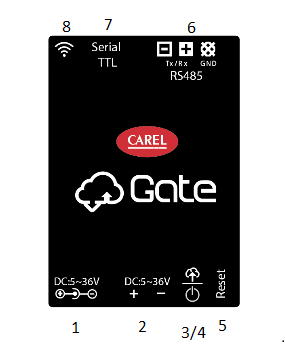 8 7 6
Serial
TTL
Tx/Rx GND
RS485
CAREL
Gate
DC:5~36V DC:5~36V
+ −
Reset
1 2 3/4 5
.